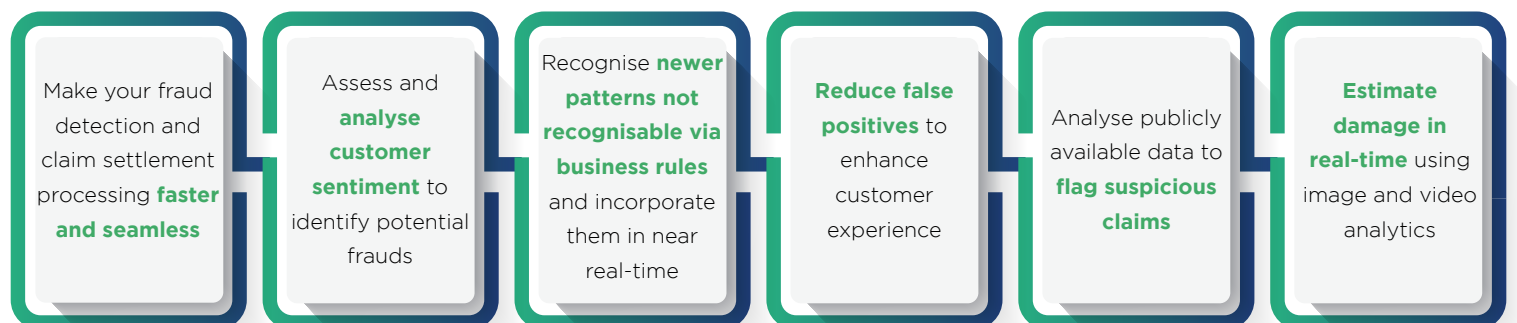 Make your fraud
detection and
claim settlement
processing faster
and seamless
Assess and
analyse
customer
sentiment to
identify potential
frauds
Recognise newer
patterns not
recognisable via
business rules
and incorporate
them in near
real-time
Reduce false
positives to
enhance
customer
experience
Analyse publicly
available data to
flag suspicious
claims
Estimate
damage in
real-time using
image and video
analytics